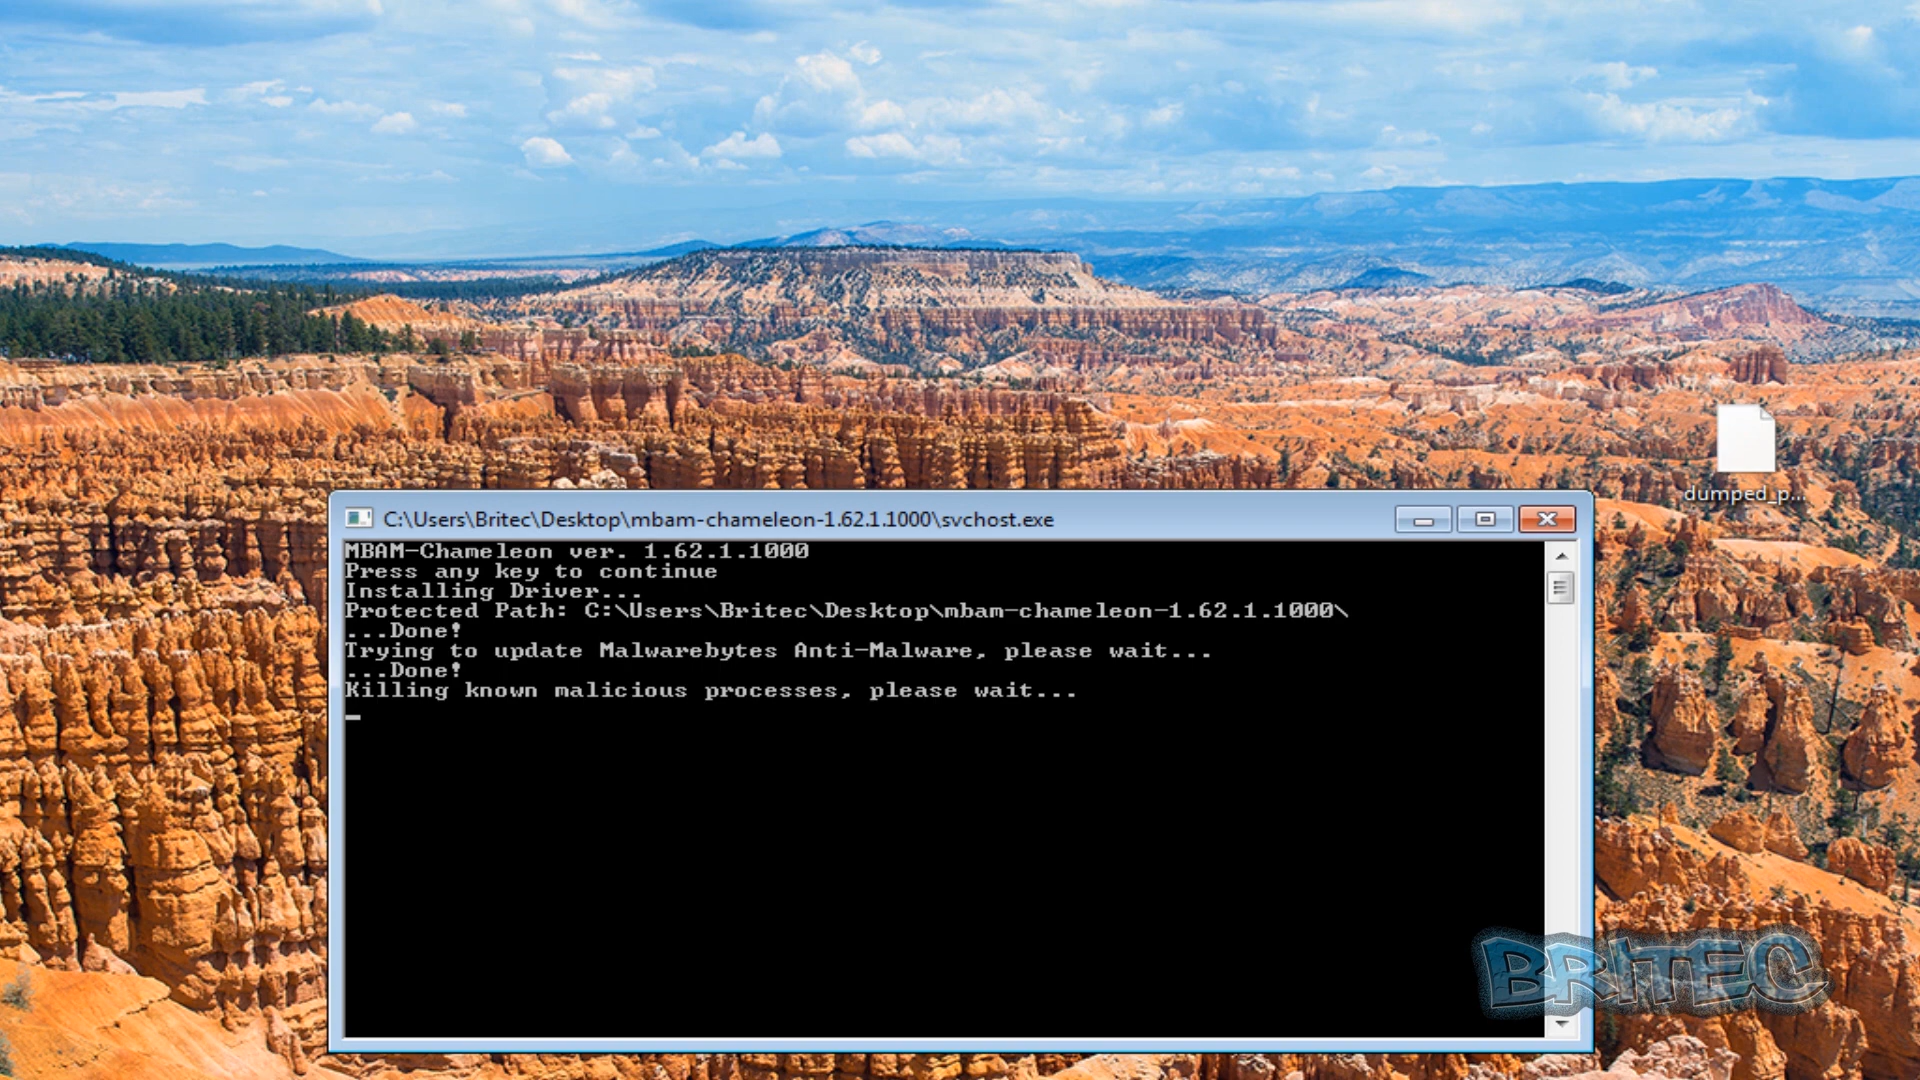 dumped_p...
C:\Users\Britec\Desktop\mbam-chameleon-1.62.1.1000\svchost.exe
MBAM-Chameleon ver. 1.62.1.1000
Press any key to continue
Installing Driver...
Protected Path: C:\Users\Britec\Desktop\mbam-chameleon-1.62.1.1000\
...Done!
Trying to update Malwarebytes Anti-Malware, please wait...
...Done!
Killing known malicious processes, please wait...
BRITEC